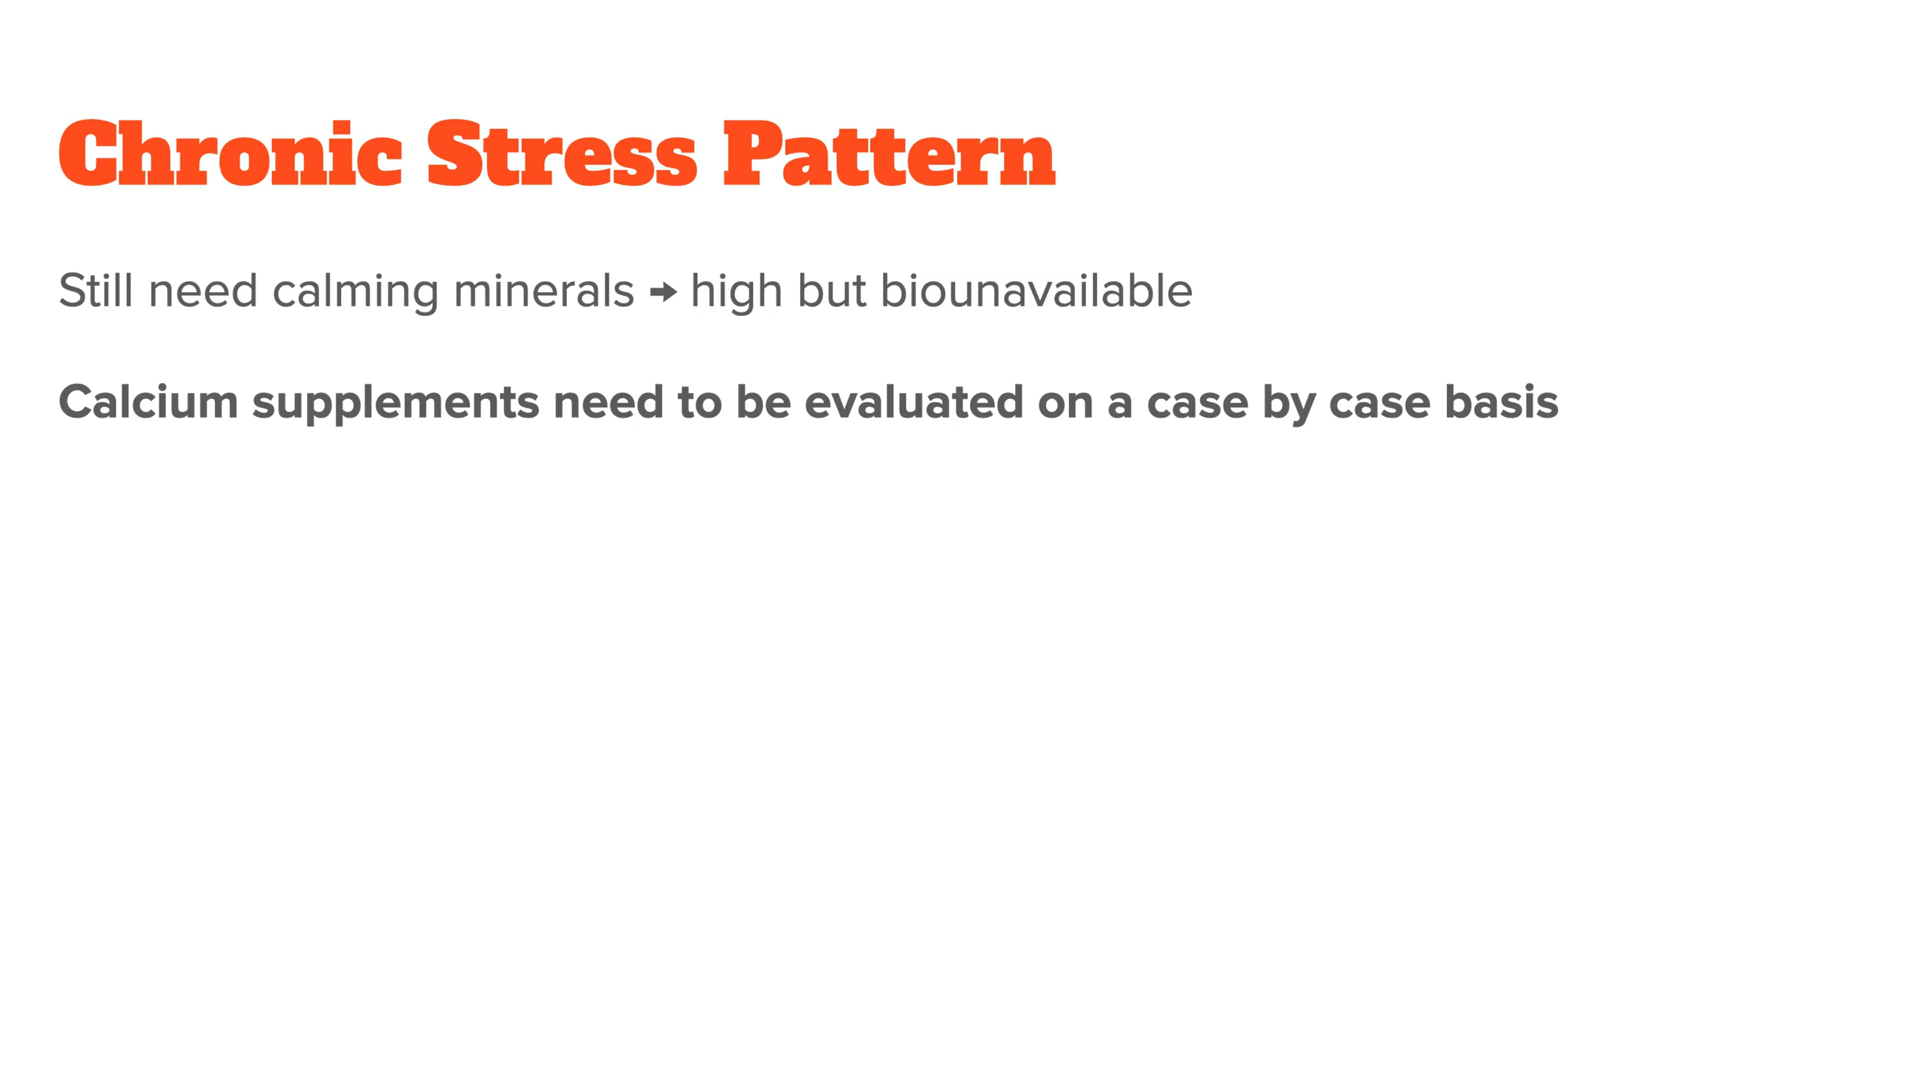 Chronic Stress Pattern
Still need calming minerals → high but biounavailable
Calcium supplements need to be evaluated on a case by case basis